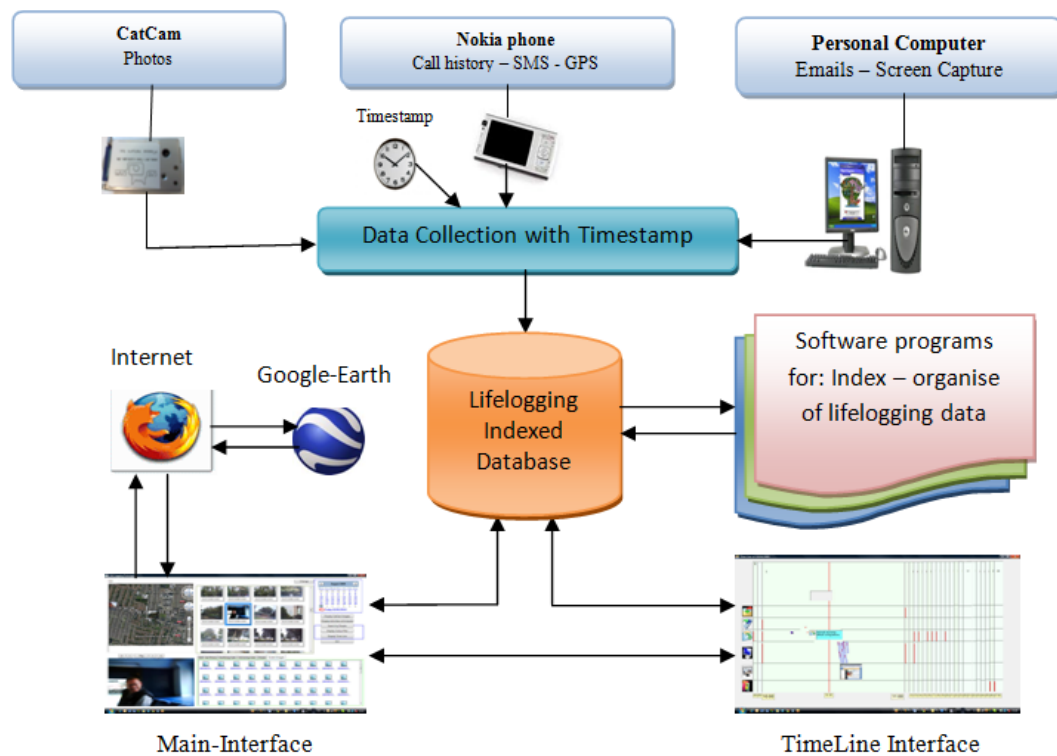 CatCam
Photos
Nokia phone
Call history – SMS - GPS
Personal Computer
Emails – Screen Capture
Timestamp
Data Collection with Timestamp
Internet
Google-Earth
Lifelogging
Indexed
Database
Software programs
for: Index – organise
of lifelogging data
Main-Interface
TimeLine Interface